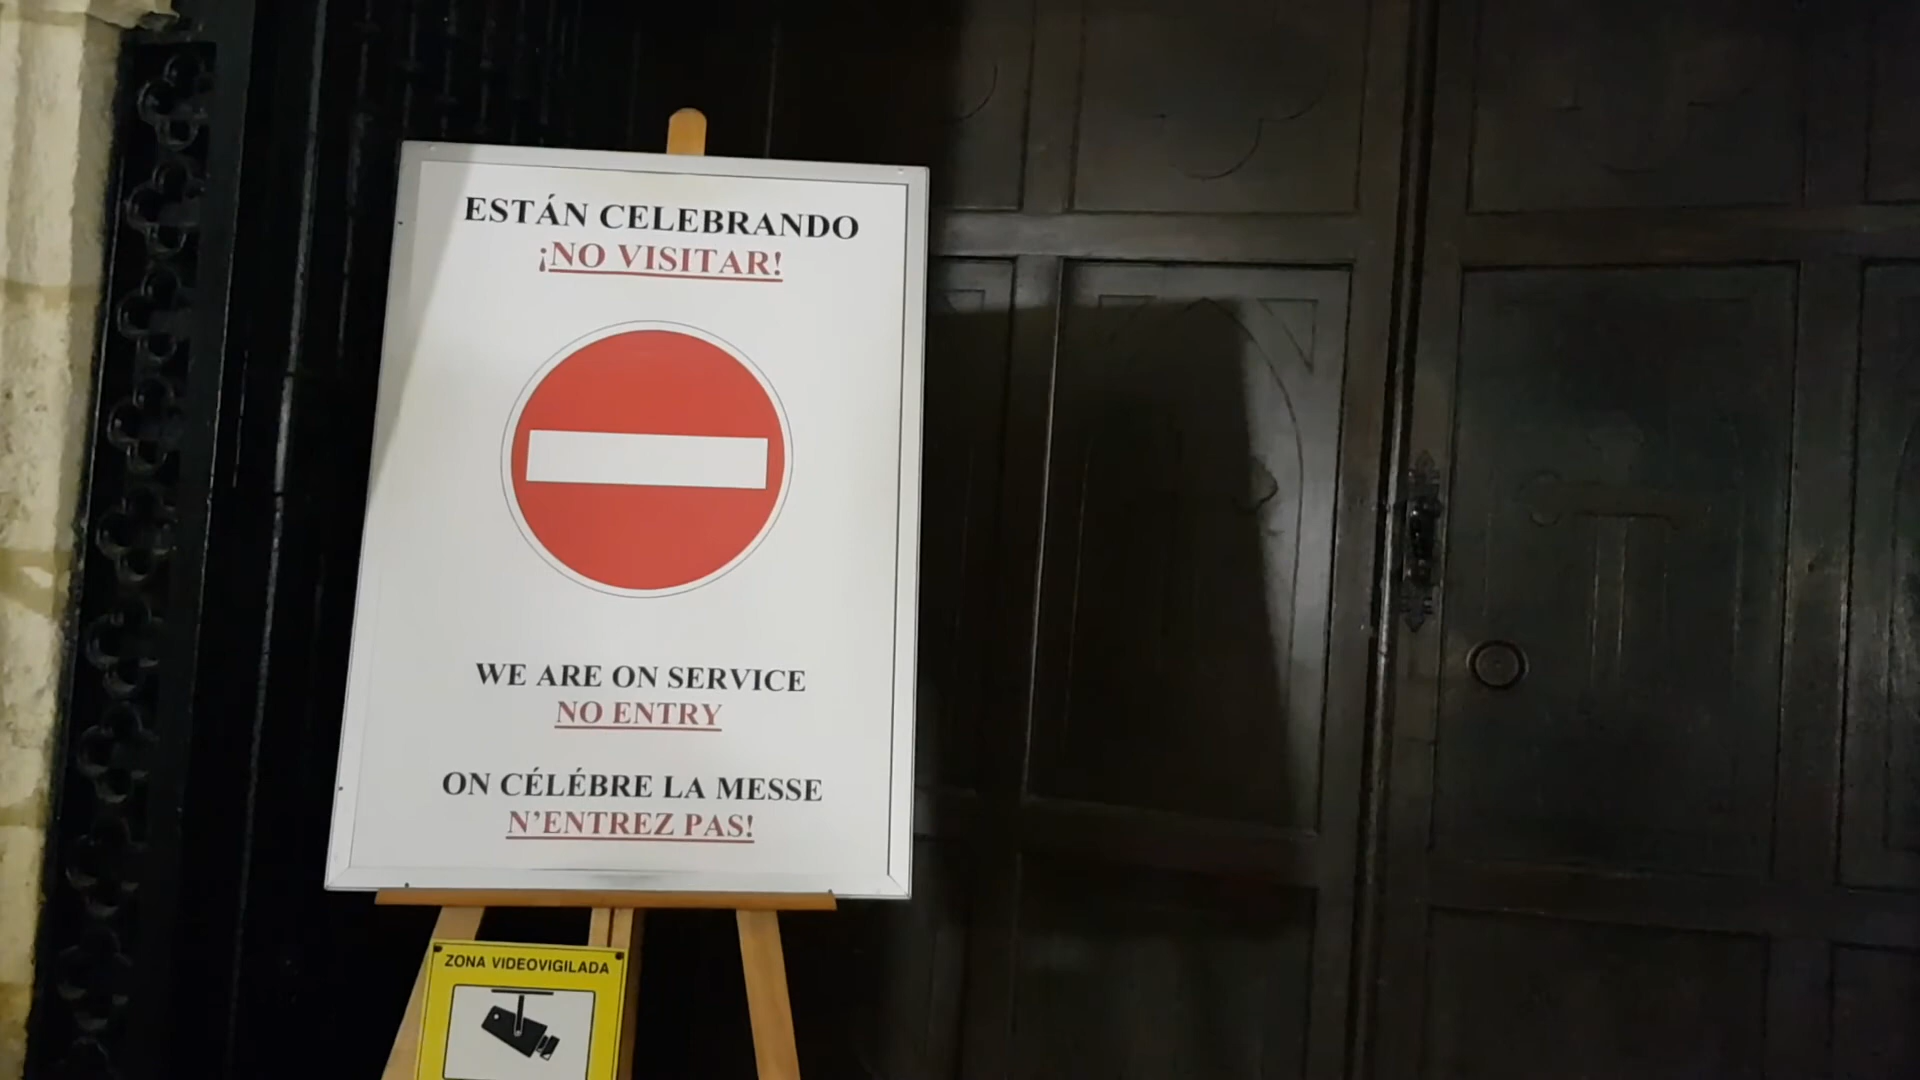 ESTÁN CELEBRANDO
¡NO VISITAR!
WE ARE ON SERVICE
NO ENTRY
ON CÉLÉBRE LA MESSE
N'ENTREZ PAS!
ZONA VIDEOVIGILADA